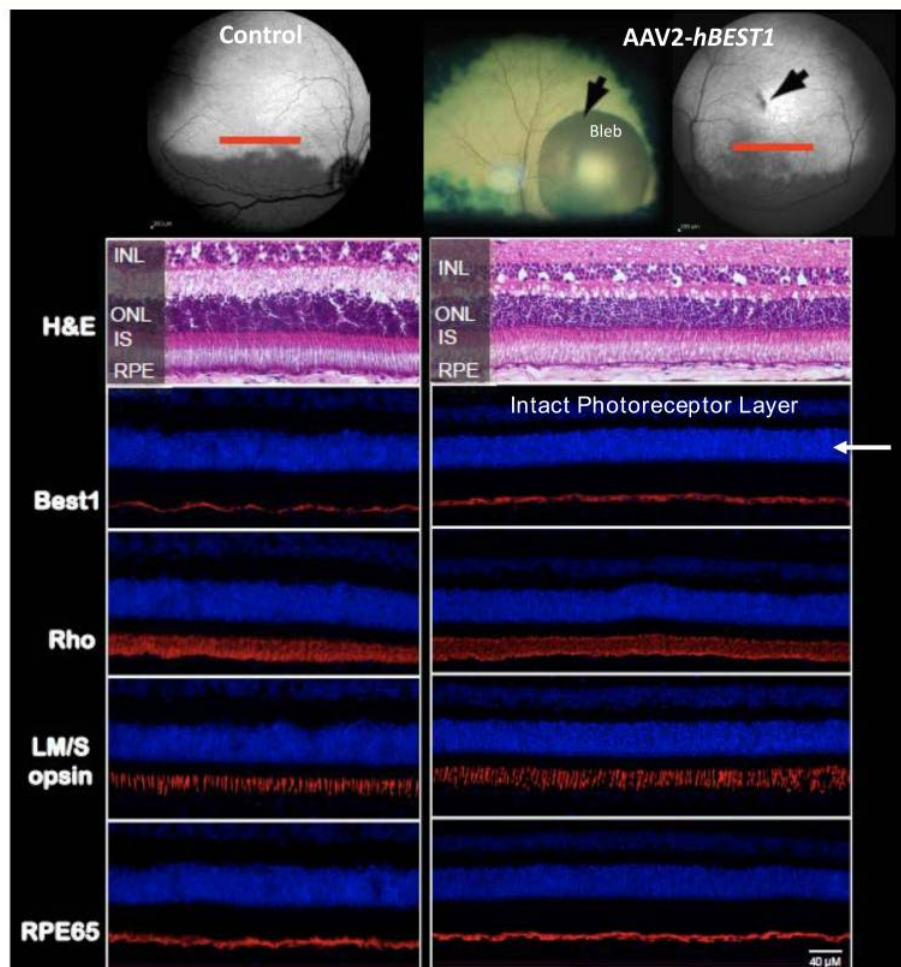 Control
AAV2-hBEST1
Bleb
H&E
INL
ONL
IS
RPE
INL
ONL
IS
RPE
Best1
Intact Photoreceptor Layer
Rho
LM/S
opsin
RPE65
40 µM